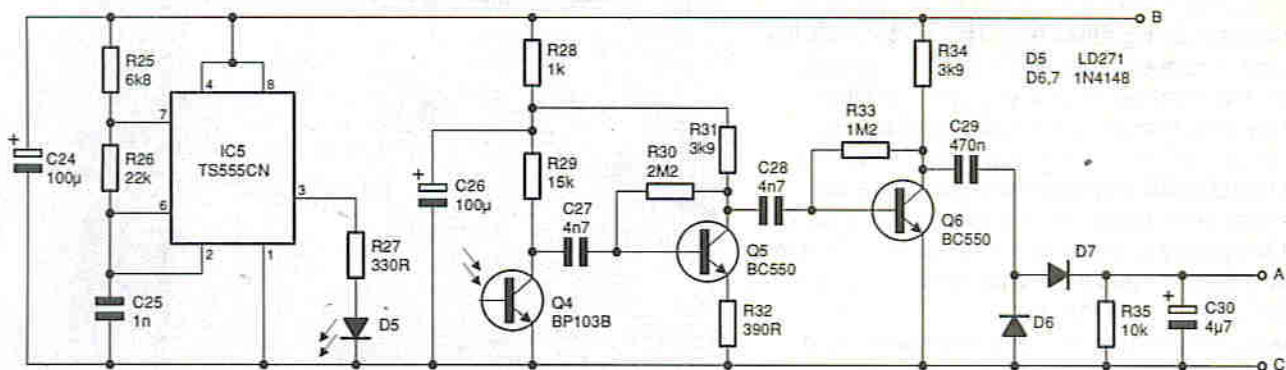 B
R25
6k8
4
8
7
IC5
TS555CN
3
6
2
1
C24
100µ
+
R26
22k
C25
1n
R27
330R
D5
R28
1k
R29
15k
+
C26
100µ
C27
4n7
Q4
BP103B
R30
2M2
R31
3k9
C28
4n7
Q5
BC550
R32
390R
R33
1M2
R34
3k9
C29
470n
Q6
BC550
D5 LD271
D6,7 1N4148
D7
D6
R35
10k
+
C30
4µ7
A
C